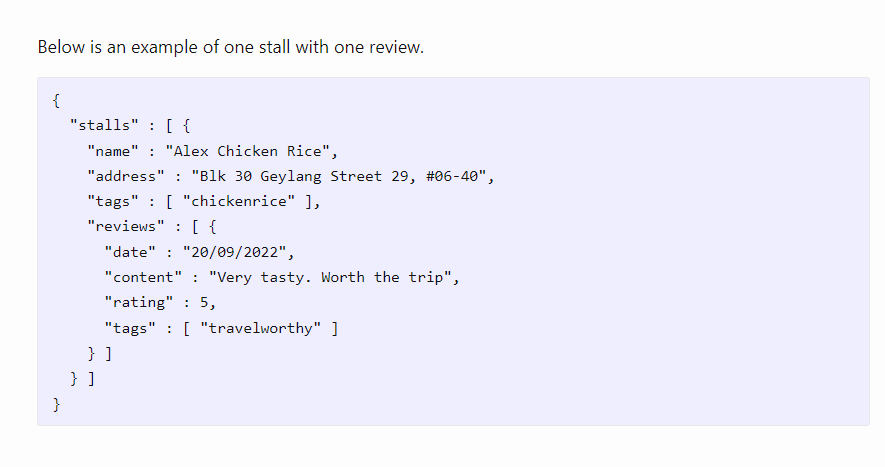 Below is an example of one stall with one review.
{
  "stalls" : [ {
    "name" : "Alex Chicken Rice",
    "address" : "Blk 30 Geylang Street 29, #06-40",
    "tags" : [ "chickenrice" ],
    "reviews" : [ {
      "date" : "20/09/2022",
      "content" : "Very tasty. Worth the trip",
      "rating" : 5,
      "tags" : [ "travelworthy" ]
    } ]
  } ]
}